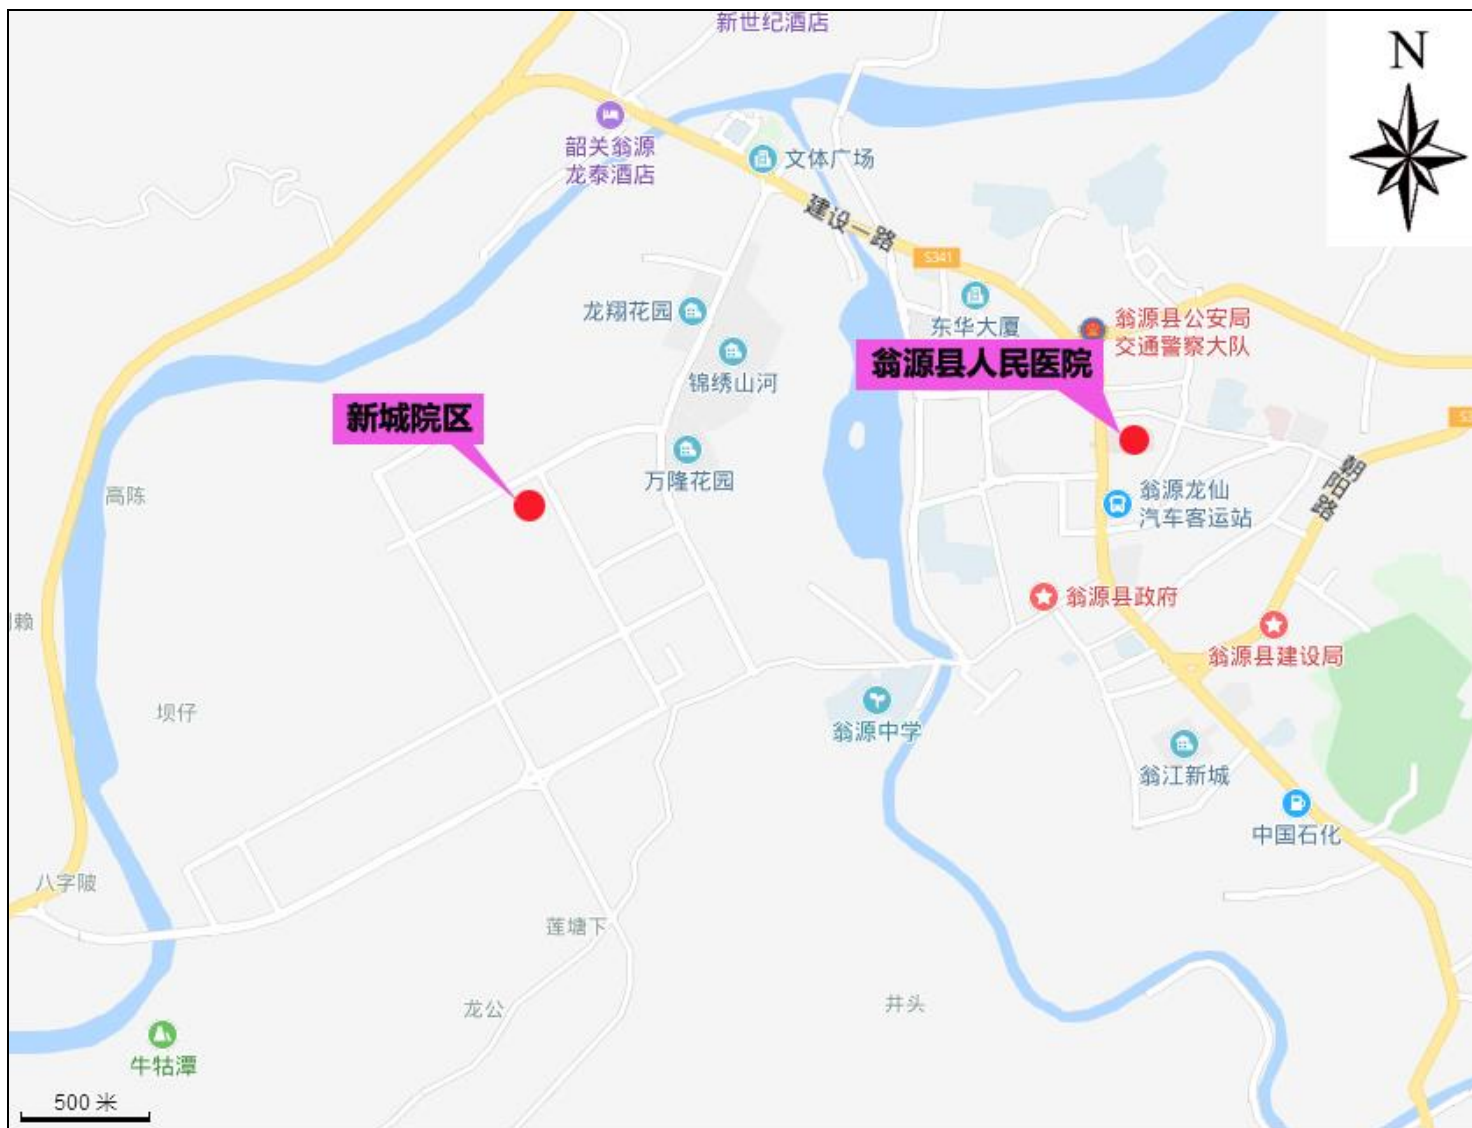 新世纪酒店
N
韶关翁源
龙泰酒店
文体广场
建设一路
S341
龙翔花园
东华大厦
翁源县公安局
交通警察大队
锦绣山河
翁源县人民医院
新城院区
万隆花园
高陈
翁源龙仙
汽车客运站
朝阳路
翁源县政府
赖
翁源县建设局
坝仔
翁源中学
翁江新城
中国石化
八字陂
莲塘下
龙公
井头
牛牯潭
500 米